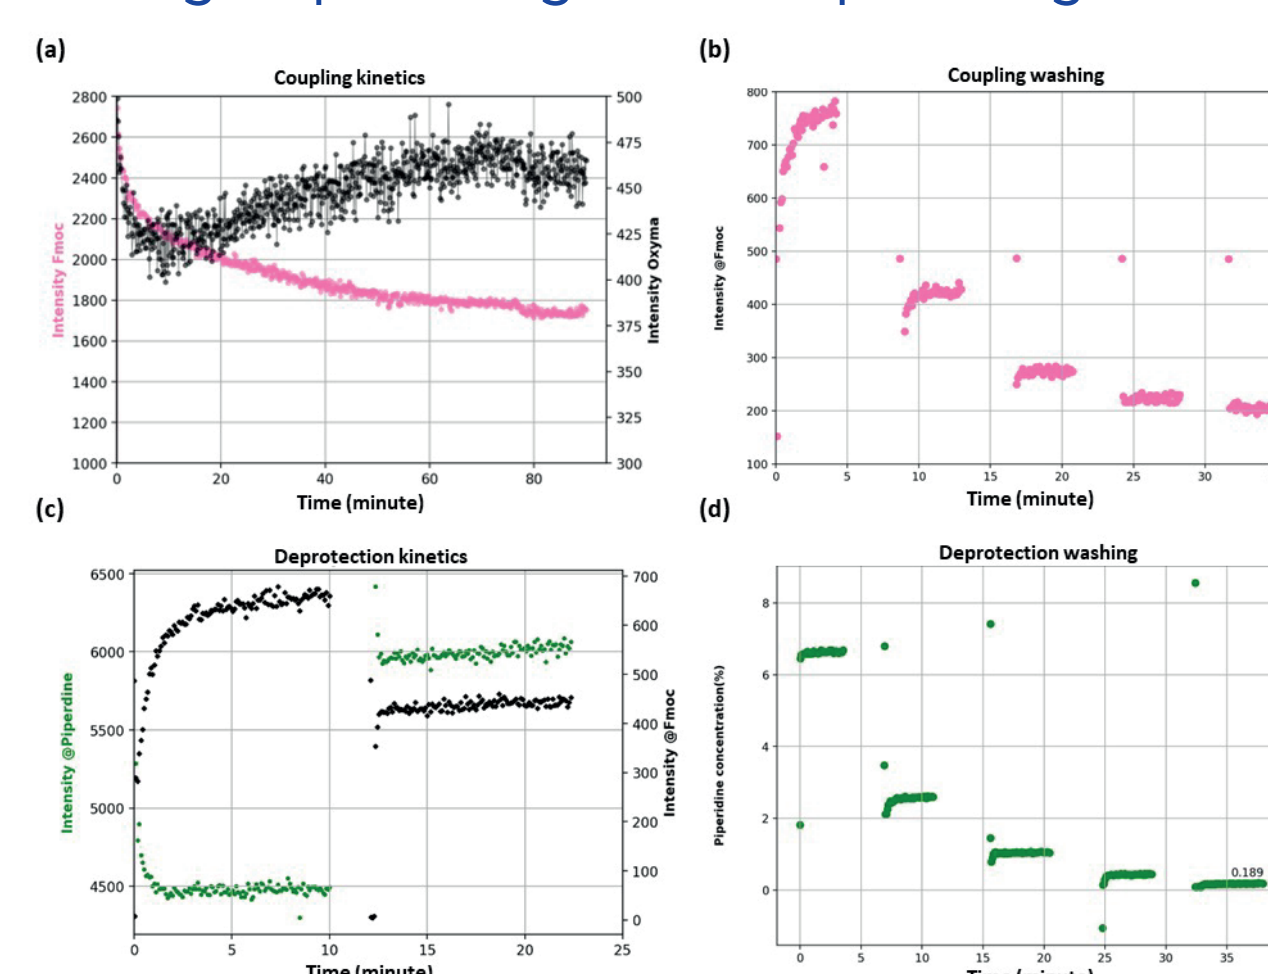 (a)
Coupling kinetics
2800
2600
2400
2200
2000
1800
1600
1400
1200
1000
500
475
450
425
400
375
350
325
300
Intensity Fmoc
Intensity Oxyma
0 20 40 60 80
Time (minute)
(b)
Coupling washing
800
700
600
500
400
300
200
100
Intensity @Fmoc
0 5 10 15 20 25 30
Time (minute)
(c)
Deprotection kinetics
6500
6000
5500
5000
4500
700
600
500
400
300
200
100
0
Intensity @Piperdine
Intensity @Fmoc
0 5 10 15 20 25
Time (minute)
(d)
Deprotection washing
8
6
4
2
0
Piperidine concentration(%)
0.189
0 5 10 15 20 25 30 35
Time (minute)